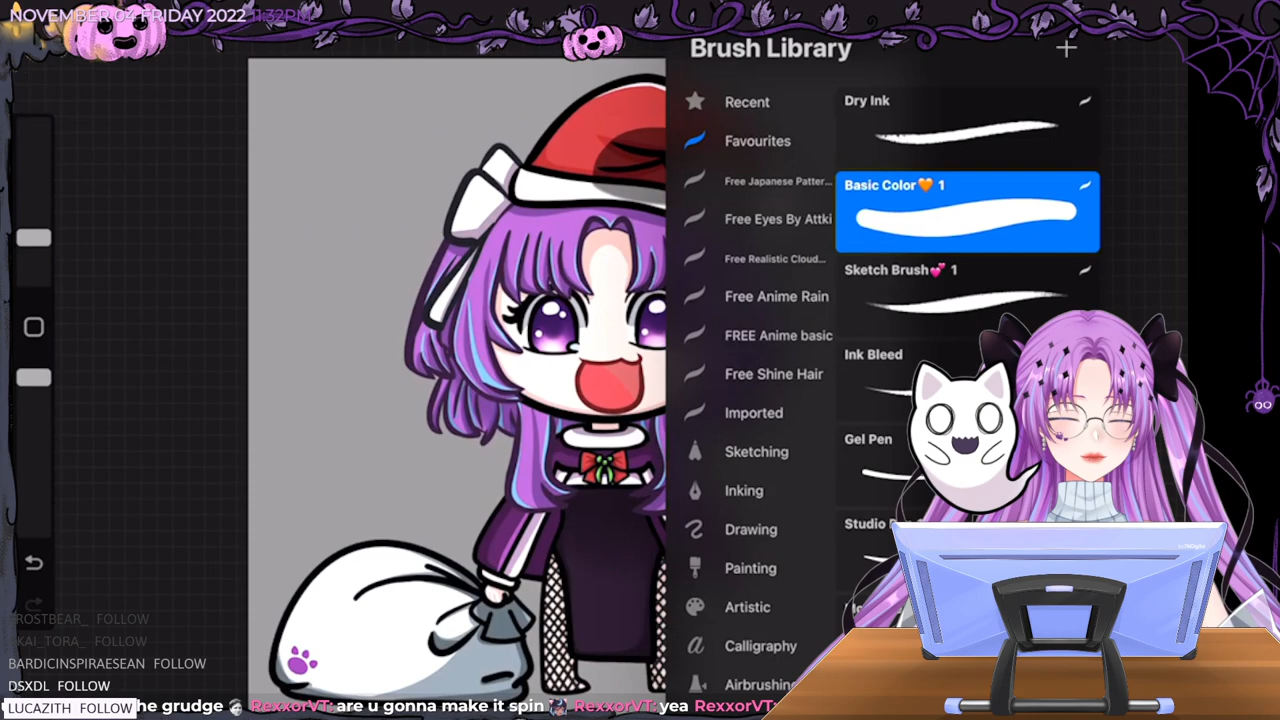 NOVEMBER 04 FRIDAY 2022 11:32PM
Brush Library
Recent
Favourites
Free Japanese Patter...
Free Eyes By Attki
Free Realistic Cloud...
Free Anime Rain
FREE Anime basic
Free Shine Hair
Imported
Sketching
Inking
Drawing
Painting
Artistic
Calligraphy
Airbrushing
Dry Ink
Basic Color🧡 1
Sketch Brush💕 1
Ink Bleed
Gel Pen
Studio
ROSTBEAR_ FOLLOW
KAI_TORA_ FOLLOW
BARDICINSPIRAESEAN FOLLOW
DSXDL FOLLOW
LUCAZITH FOLLOW
he grudge RexxorVT: are u gonna make it spin RexxorVT: yea RexxorVT: